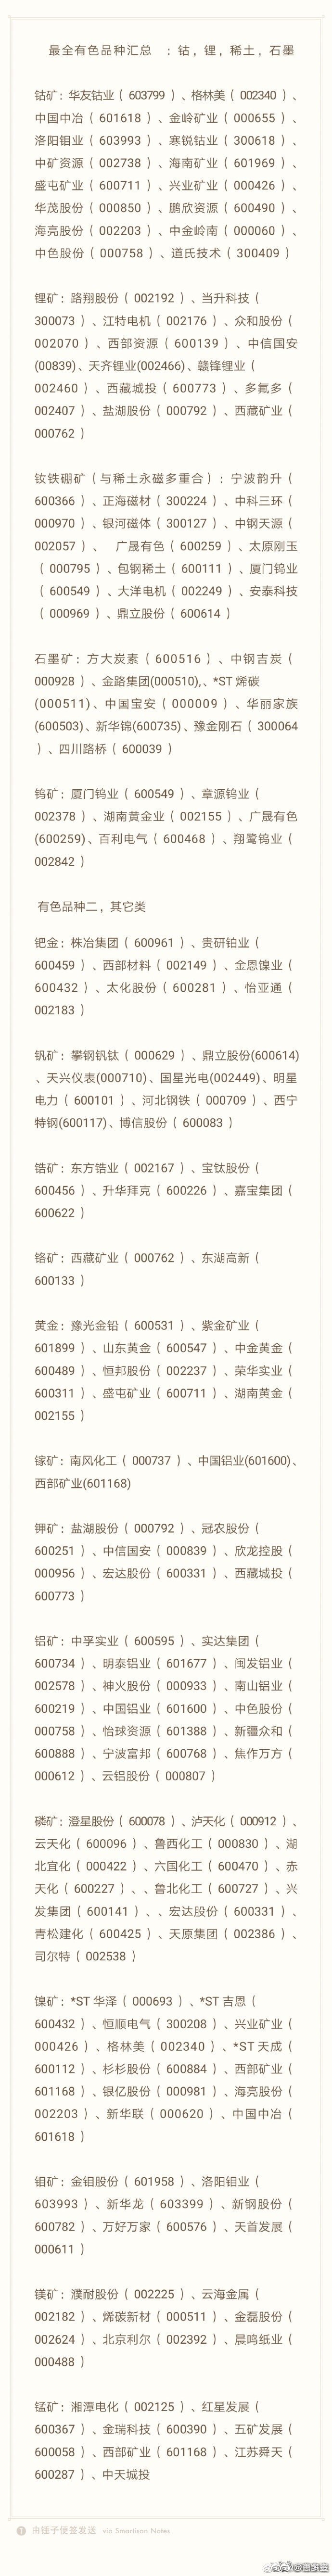 最全有色品种汇总 ：钴，锂，稀土，石墨
钴矿：华友钴业（ 603799 ）、格林美（ 002340 ）、
中国中冶（ 601618 ）、金岭矿业（ 000655 ）、
洛阳钼业（ 603993 ）、寒锐钴业（ 300618 ）、
中矿资源（ 002738 ）、海南矿业（ 601969 ）、
盛屯矿业（ 600711 ）、兴业矿业（ 000426 ）、
华茂股份（ 000850 ）、鹏欣资源（ 600490 ）、
海亮股份（ 002203 ）、中金岭南（ 000060 ）、
中色股份（ 000758 ）、道氏技术（ 300409 ）
锂矿：路翔股份（ 002192 ）、当升科技（
300073 ）、江特电机（ 002176 ）、众和股份（
002070 ）、西部资源（ 600139 ）、中信国安
(00839)、天齐锂业(002466)、赣锋锂业（
002460 ）、西藏城投（ 600773 ）、多氟多（
002407 ）、盐湖股份（ 000792 ）、西藏矿业（
000762 ）
钕铁硼矿（与稀土永磁多重合）：宁波韵升（
600366 ）、正海磁材（ 300224 ）、中科三环（
000970 ）、银河磁体（ 300127 ）、中钢天源（
002057 ）、 广晟有色（ 600259 ）、太原刚玉
（ 000795 ）、包钢稀土（ 600111 ）、厦门钨业
（ 600549 ）、大洋电机（ 002249 ）、安泰科技
（ 000969 ）、鼎立股份（ 600614 ）
石墨矿：方大炭素（ 600516 ）、中钢吉炭（
000928 ）、金路集团(000510)、、*ST 烯碳
(000511)、中国宝安（ 000009 ）、华丽家族
(600503)、新华锦(600735)、豫金刚石（ 300064
）、四川路桥（ 600039 ）
钨矿：厦门钨业（ 600549 ）、章源钨业（
002378 ）、湖南黄金业（ 002155 ）、广晟有色
(600259)、百利电气（ 600468 ）、翔鹭钨业（
002842 ）
有色品种二，其它类
钯金：株冶集团（ 600961 ）、贵研铂业（
600459 ）、西部材料（ 002149 ）、金恩镍业（
600432 ）、太化股份（ 600281 ）、怡亚通（
002183 ）
钒矿：攀钢钒钛（ 000629 ）、鼎立股份(600614)
、天兴仪表(000710)、国星光电(002449)、明星
电力（ 600101 ）、河北钢铁（ 000709 ）、西宁
特钢(600117)、博信股份（ 600083 ）
锆矿：东方锆业（ 002167 ）、宝钛股份（
600456 ）、升华拜克（ 600226 ）、嘉宝集团（
600622 ）
铬矿：西藏矿业（ 000762 ）、东湖高新（
600133 ）
黄金：豫光金铅（ 600531 ）、紫金矿业（
601899 ）、山东黄金（ 600547 ）、中金黄金（
600489 ）、恒邦股份（ 002237 ）、荣华实业（
600311 ）、盛屯矿业（ 600711 ）、湖南黄金（
002155 ）
镓矿：南风化工（ 000737 ）、中国铝业(601600)、
西部矿业(601168)
钾矿：盐湖股份（ 000792 ）、冠农股份（
600251 ）、中信国安（ 000839 ）、欣龙控股（
000956 ）、宏达股份（ 600331 ）、西藏城投（
600773 ）
铝矿：中孚实业（ 600595 ）、实达集团（
600734 ）、明泰铝业（ 601677 ）、闽发铝业（
002578 ）、神火股份（ 000933 ）、南山铝业（
600219 ）、中国铝业（ 601600 ）、中色股份（
000758 ）、怡球资源（ 601388 ）、新疆众和（
600888 ）、宁波富邦（ 600768 ）、焦作万方（
000612 ）、云铝股份（ 000807 ）
磷矿：澄星股份（ 600078 ）、泸天化（ 000912 ）、
云天化（ 600096 ）、鲁西化工（ 000830 ）、湖
北宜化（ 000422 ）、六国化工（ 600470 ）、赤
天化（ 600227 ）、、鲁北化工（ 600727 ）、兴
发集团（ 600141 ）、、宏达股份（ 600331 ）、
青松建化（ 600425 ）、天原集团（ 002386 ）、
司尔特（ 002538 ）
镍矿：*ST 华泽（ 000693 ）、*ST 吉恩（
600432 ）、恒顺电气（ 300208 ）、兴业矿业（
000426 ）、格林美（ 002340 ）、*ST 天成（
600112 ）、杉杉股份（ 600884 ）、西部矿业（
601168 ）、银亿股份（ 000981 ）、海亮股份（
002203 ）、新华联（ 000620 ）、中国中冶（
601618 ）
钼矿：金钼股份（ 601958 ）、洛阳钼业（
603993 ）、新华龙（ 603399 ）、新钢股份（
600782 ）、万好万家（ 600576 ）、天首发展（
000611 ）
镁矿：濮耐股份（ 002225 ）、云海金属（
002182 ）、烯碳新材（ 000511 ）、金磊股份（
002624 ）、北京利尔（ 002392 ）、晨鸣纸业（
000488 ）
锰矿：湘潭电化（ 002125 ）、红星发展（
600367 ）、金瑞科技（ 600390 ）、五矿发展（
600058 ）、西部矿业（ 601168 ）、江苏舜天（
600287 ）、中天城投
由锤子便签发送 via Smartisan Notes